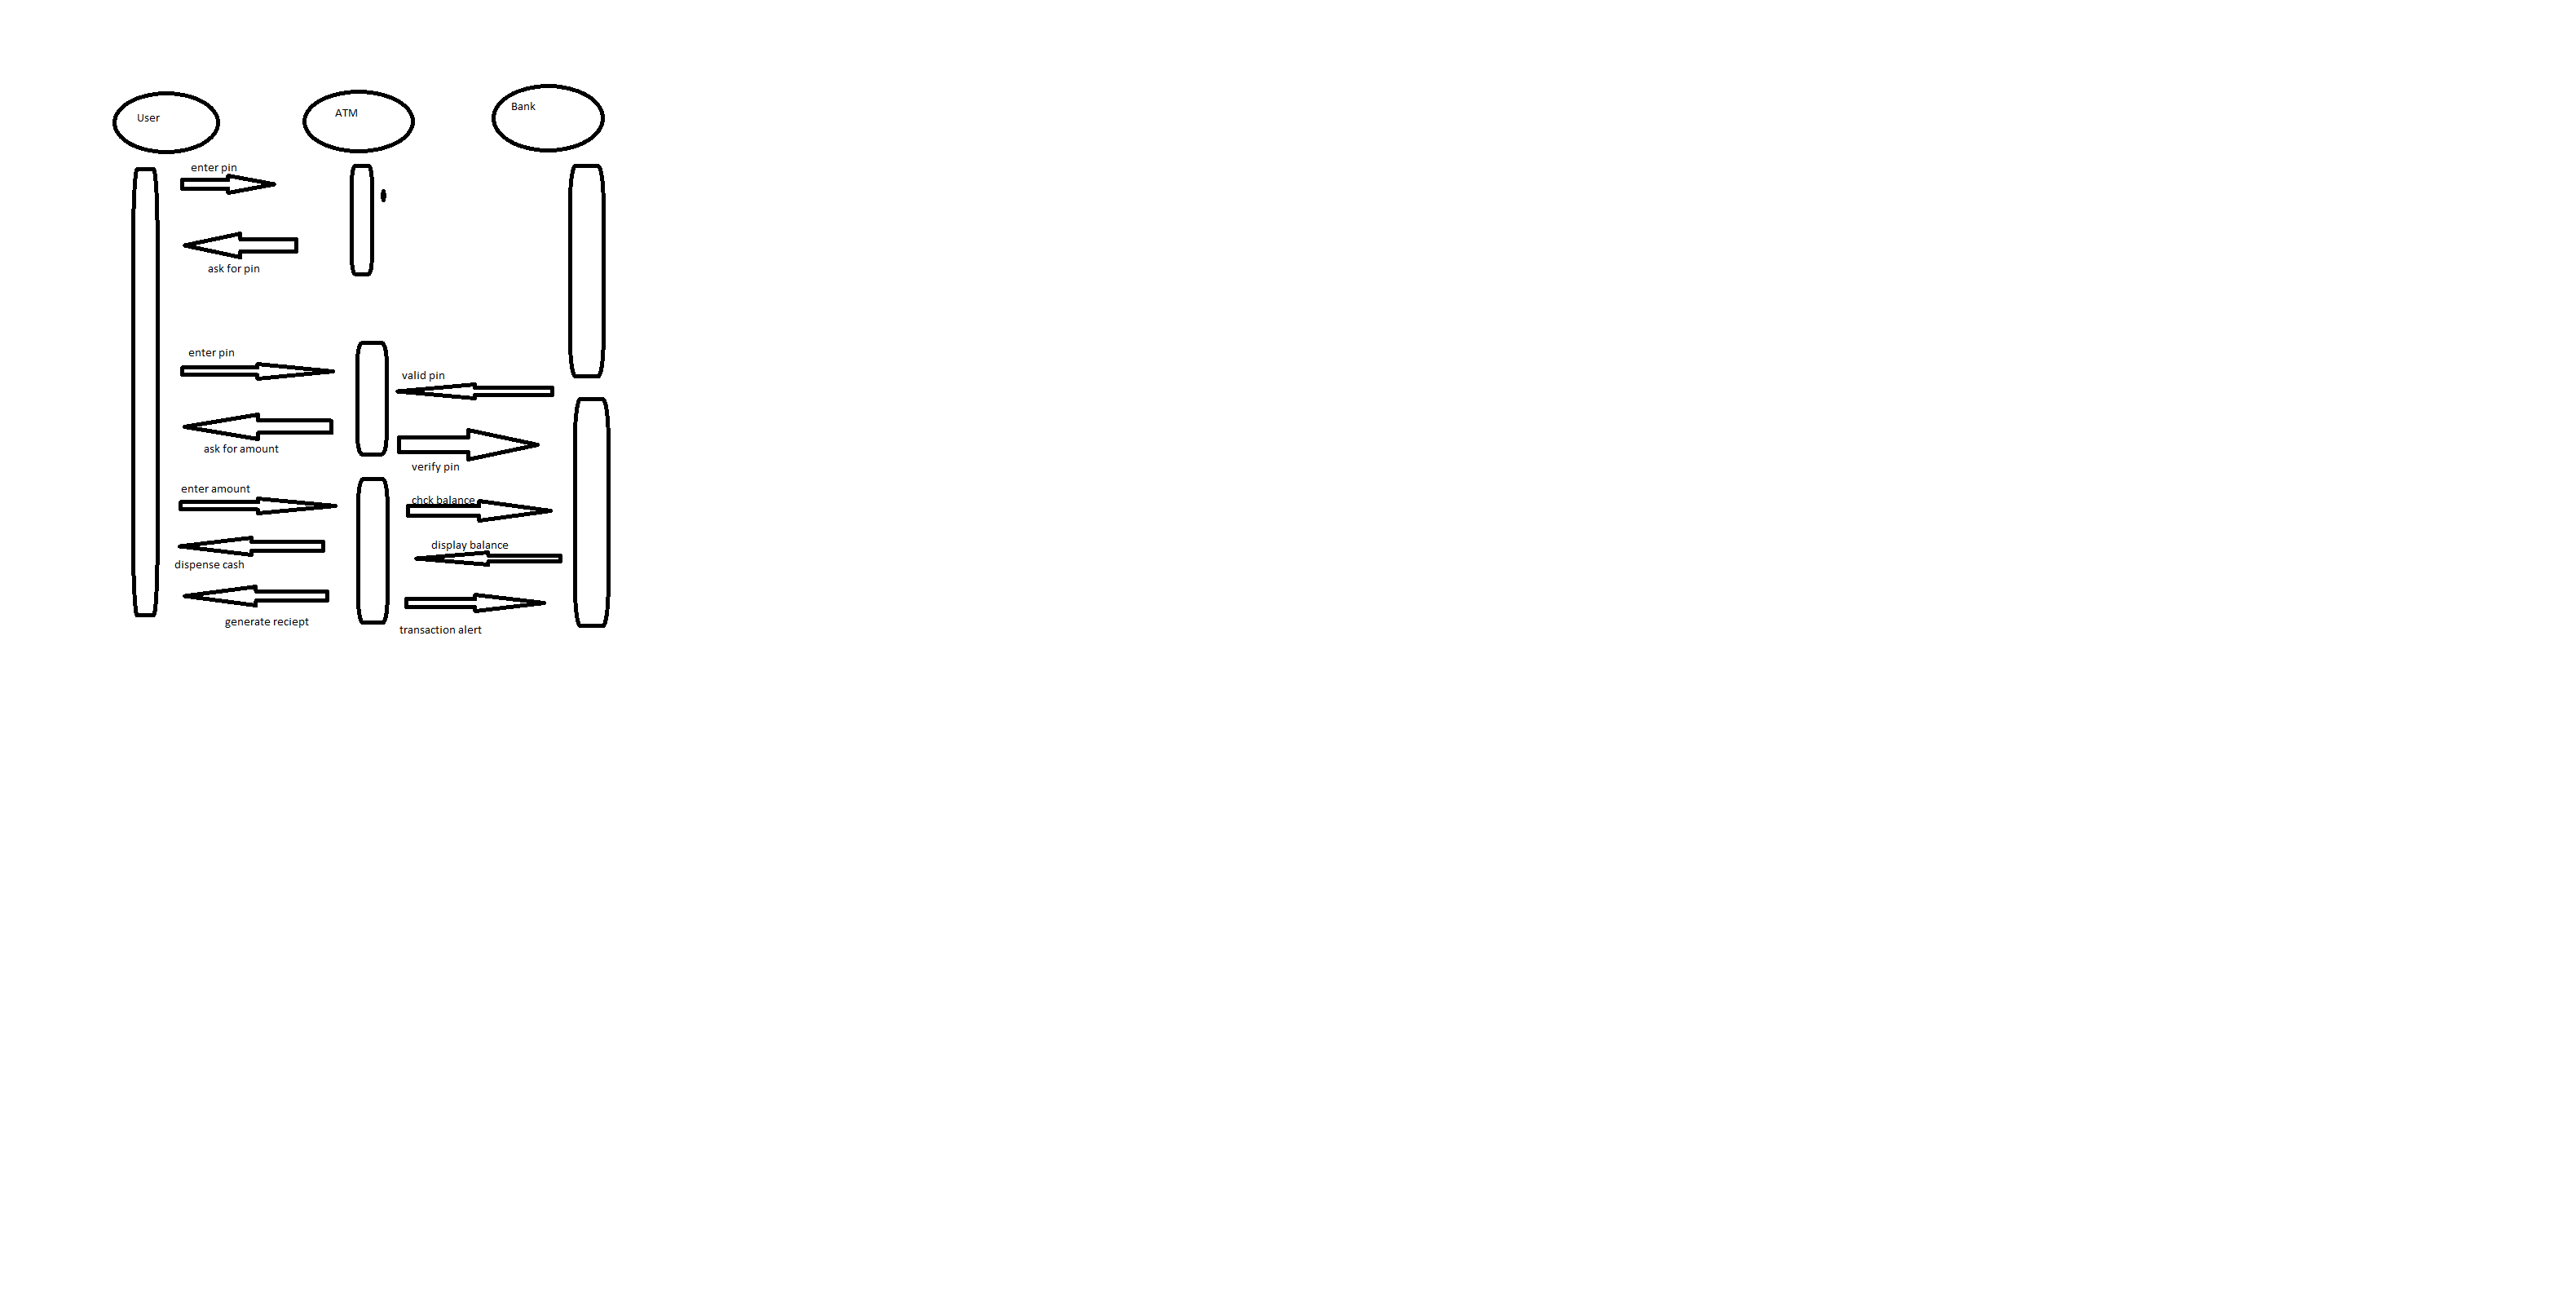 User
ATM
Bank
enter pin
ask for pin
enter pin
valid pin
ask for amount
verify pin
enter amount
chck balance
display balance
dispense cash
generate reciept
transaction alert